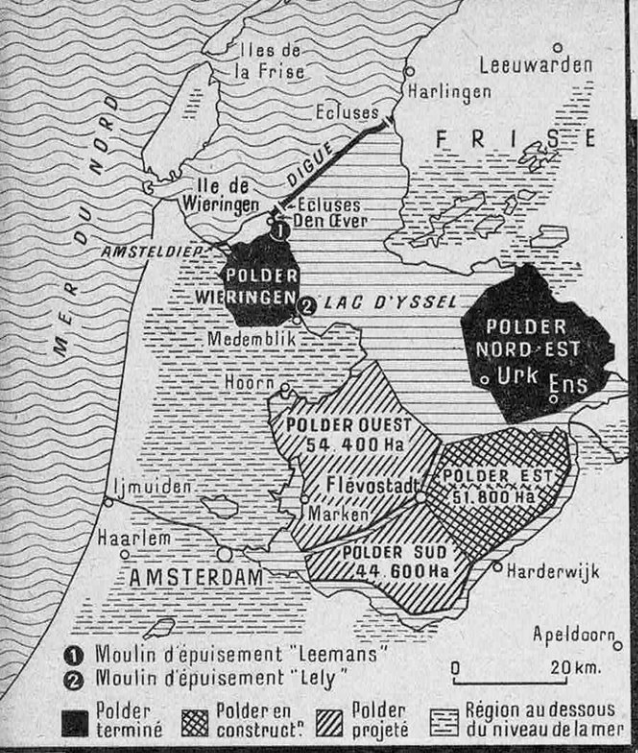 Iles de
la Frise
Leeuwarden
Harlingen
Ecluses
FRISE
MER DU NORD
DIGUE
Ile de
Wieringen
Ecluses
Den Œver
AMSTELDIEP
1
POLDER
WIERINGEN
2
LAC D'YSSEL
Medemblik
POLDER
NORD-EST
Urk
Ens
Hoorn
POLDER OUEST
54.400 Ha
POLDER EST
51.800 Ha
Flévostadt
Ijmuiden
Marken
Haarlem
POLDER SUD
44.600 Ha
AMSTERDAM
Harderwijk
Apeldoorn
1 Moulin d'épuisement "Leemans"
2 Moulin d'épuisement "Lely"
0 20 km.
Polder
terminé
Polder en
constructn
Polder
projeté
Région au dessous
du niveau de la mer